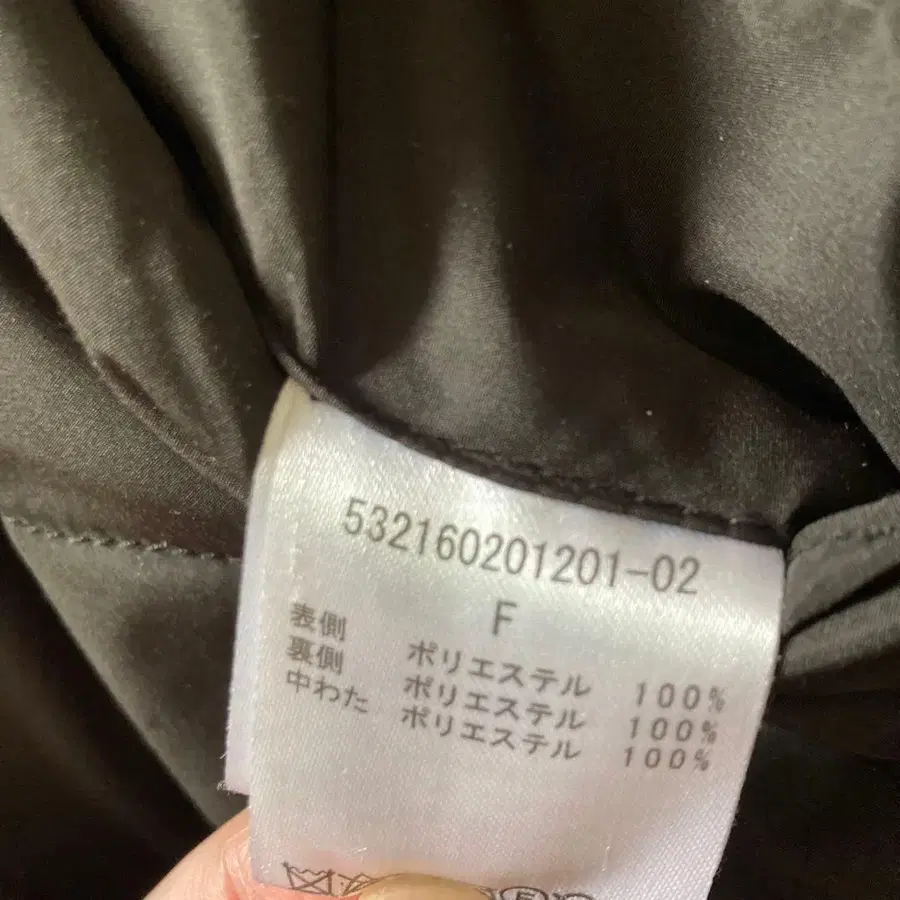 532160201201-02
F
表側 ポリエステル 100%
裏側 ポリエステル 100%
中わた ポリエステル 100%